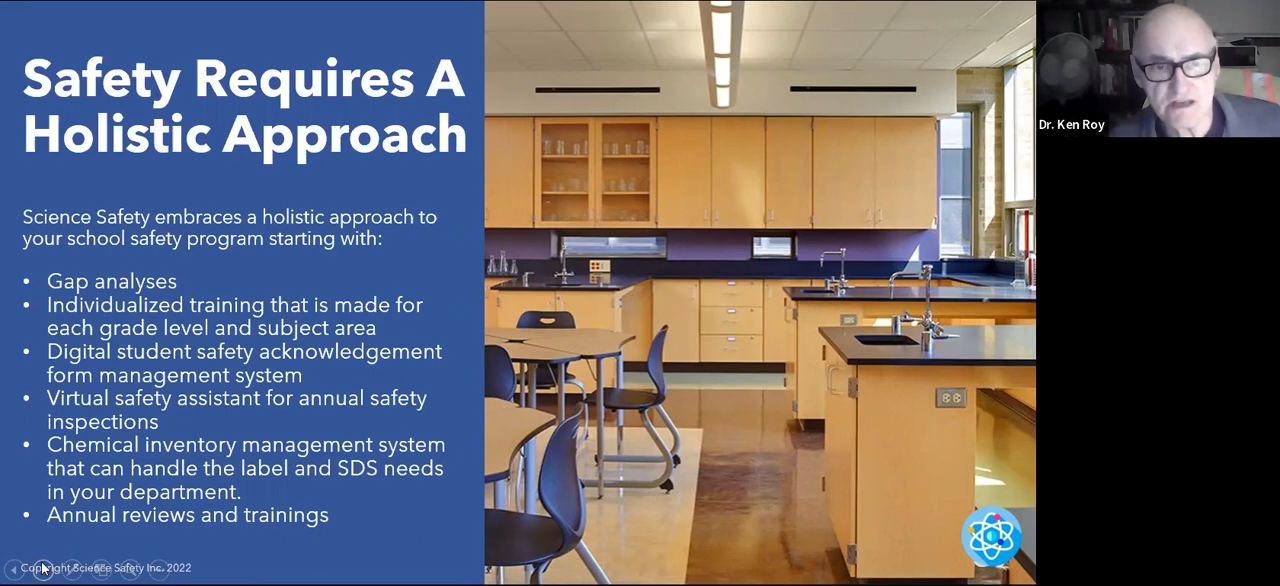 Safety Requires A
Holistic Approach
Science Safety embraces a holistic approach to
your school safety program starting with:
• Gap analyses
• Individualized training that is made for
each grade level and subject area
• Digital student safety acknowledgement
form management system
• Virtual safety assistant for annual safety
inspections
• Chemical inventory management system
that can handle the label and SDS needs
in your department.
• Annual reviews and trainings
Copyright Science Safety Inc. 2022
Dr. Ken Roy